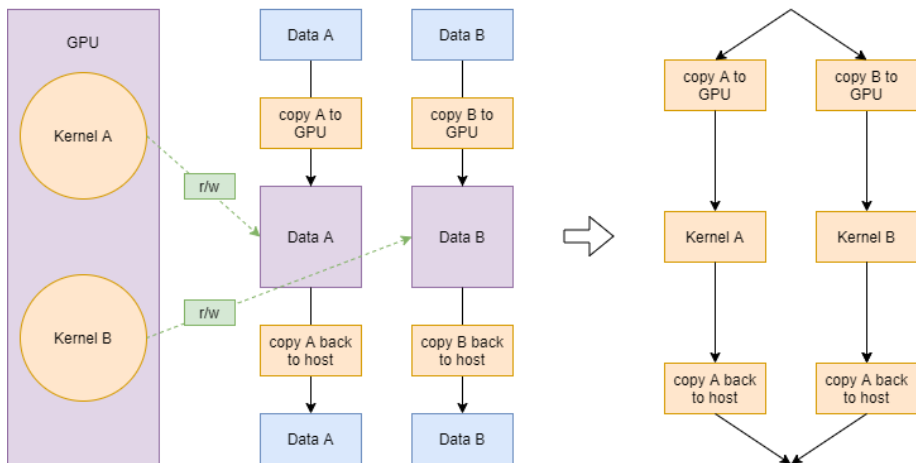 GPU
Kernel A
r/w
Kernel B
r/w
Data A
copy A to
GPU
Data A
copy A back
to host
Data A
Data B
copy B to
GPU
Data B
copy B back
to host
Data B
copy A to
GPU
Kernel A
copy A back
to host
copy B to
GPU
Kernel B
copy A back
to host